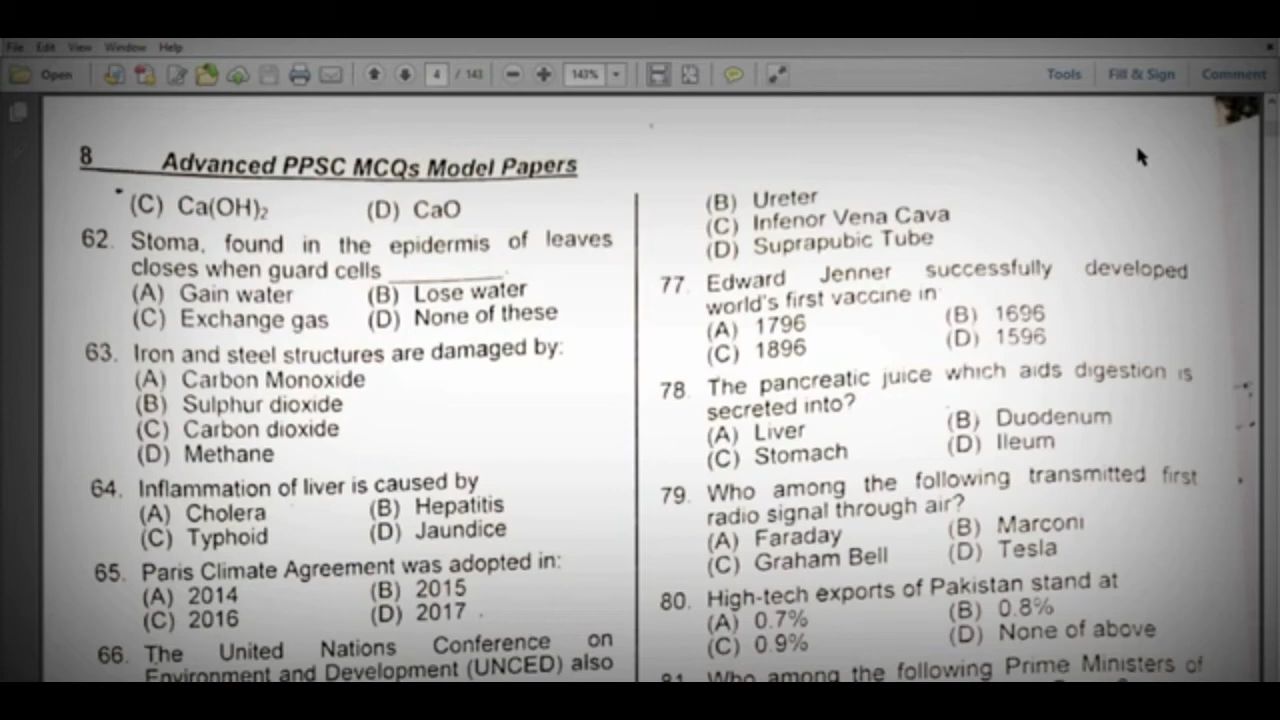 File Edit View Window Help
Open 4 / 143 143% Tools Fill & Sign Comment
8 Advanced PPSC MCQs Model Papers
(C) Ca(OH)₂ (D) CaO
62. Stoma, found in the epidermis of leaves
closes when guard cells __________.
(A) Gain water (B) Lose water
(C) Exchange gas (D) None of these
63. Iron and steel structures are damaged by:
(A) Carbon Monoxide
(B) Sulphur dioxide
(C) Carbon dioxide
(D) Methane
64. Inflammation of liver is caused by
(A) Cholera (B) Hepatitis
(C) Typhoid (D) Jaundice
65. Paris Climate Agreement was adopted in:
(A) 2014 (B) 2015
(C) 2016 (D) 2017
66. The United Nations Conference on
Environment and Development (UNCED) also
(B) Ureter
(C) Infenor Vena Cava
(D) Suprapubic Tube
77. Edward Jenner successfully developed
world's first vaccine in
(A) 1796 (B) 1696
(C) 1896 (D) 1596
78. The pancreatic juice which aids digestion is
secreted into?
(A) Liver (B) Duodenum
(C) Stomach (D) Ileum
79. Who among the following transmitted first
radio signal through air?
(A) Faraday (B) Marconi
(C) Graham Bell (D) Tesla
80. High-tech exports of Pakistan stand at
(A) 0.7% (B) 0.8%
(C) 0.9% (D) None of above
81. Who among the following Prime Ministers of